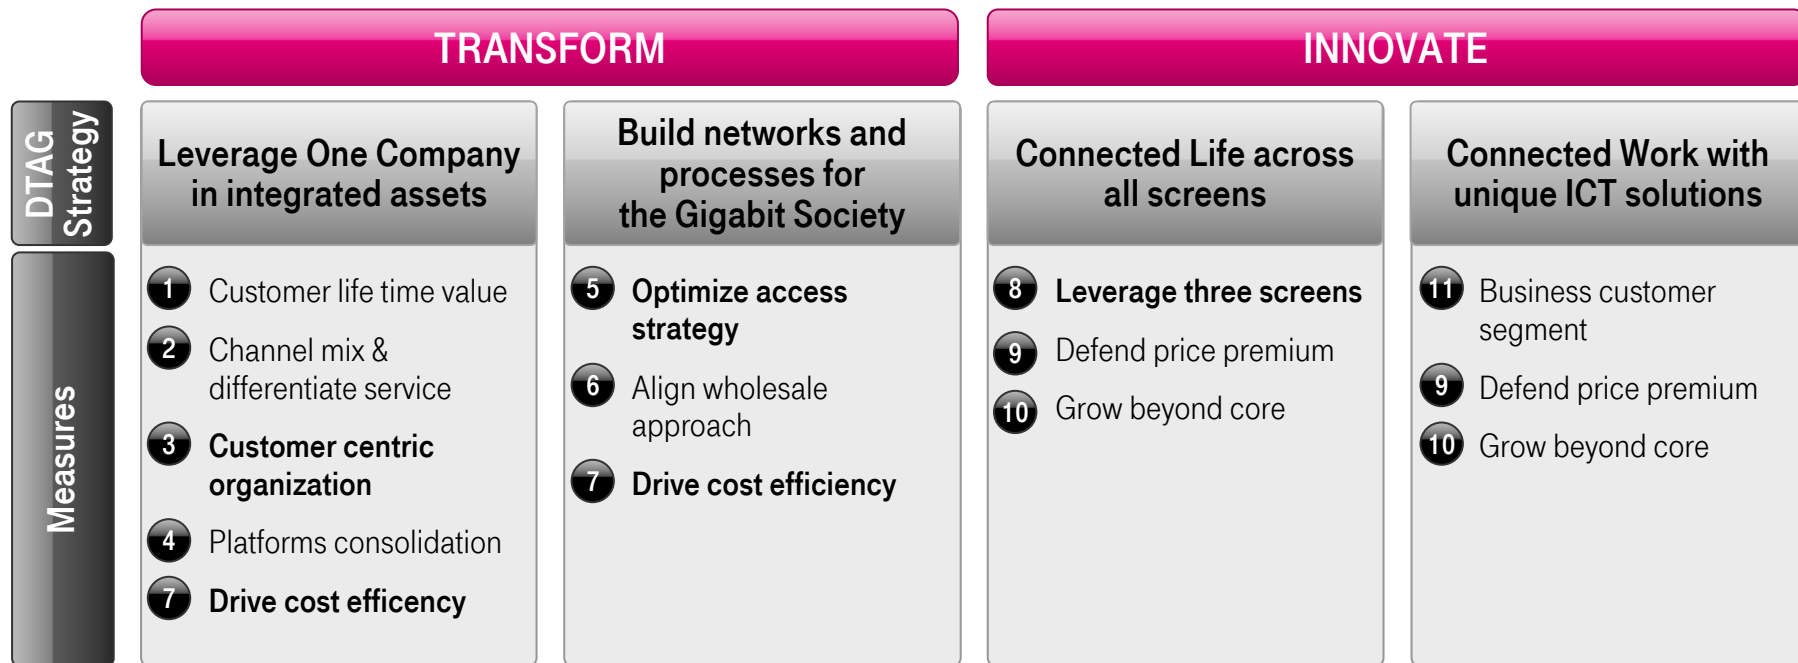 TRANSFORM
INNOVATE
DTAG
Strategy
Leverage One Company
in integrated assets
Build networks and
processes for
the Gigabit Society
Connected Life across
all screens
Connected Work with
unique ICT solutions
Measures
1 Customer life time value
2 Channel mix &
differentiate service
3 Customer centric
organization
4 Platforms consolidation
7 Drive cost efficency
5 Optimize access
strategy
6 Align wholesale
approach
7 Drive cost efficiency
8 Leverage three screens
9 Defend price premium
10 Grow beyond core
11 Business customer
segment
9 Defend price premium
10 Grow beyond core